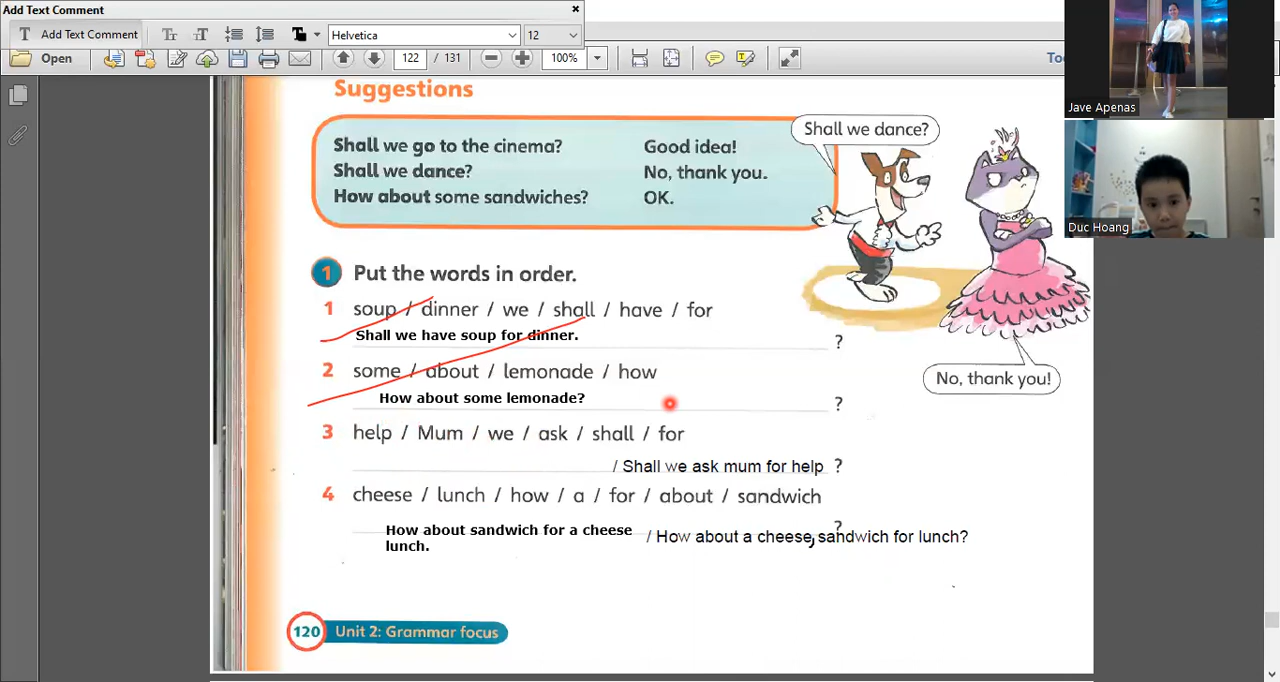 Add Text Comment
Add Text Comment
Helvetica
12
Open
122 / 131
100%
Too
Jave Apenas
Duc Hoang
Suggestions
Shall we dance?
Shall we go to the cinema? Good idea!
Shall we dance? No, thank you.
How about some sandwiches? OK.
1 Put the words in order.
1 soup / dinner / we / shall / have / for
Shall we have soup for dinner. ?
2 some / about / lemonade / how
How about some lemonade? ?
No, thank you!
3 help / Mum / we / ask / shall / for
/ Shall we ask mum for help ?
4 cheese / lunch / how / a / for / about / sandwich
How about sandwich for a cheese
lunch.
?
/ How about a cheese, sandwich for lunch?
120 Unit 2: Grammar focus